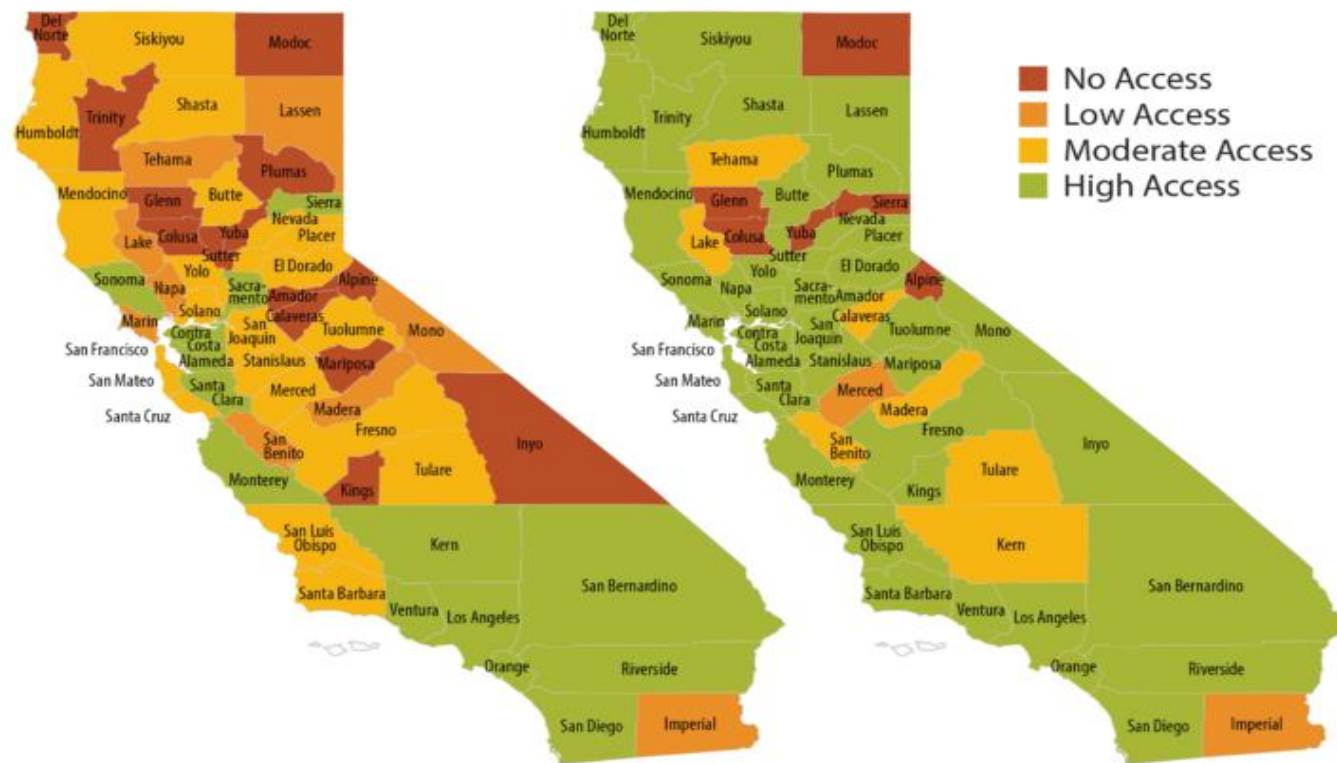 Del
Norte
Siskiyou
Modoc
Trinity
Shasta
Lassen
Humboldt
Tehama
Plumas
Mendocino
Glenn
Butte
Sierra
Nevada
Lake
Colusa
Yuba
Placer
Sutter
Sonoma
Yolo
El Dorado
Napa
Sacra-
mento
Alpine
Amador
Marin
Solano
Calaveras
Contra
Costa
San
Joaquin
Tuolumne
Mono
San Francisco
Alameda
Stanislaus
Mariposa
San Mateo
Santa
Clara
Merced
Santa Cruz
Madera
Fresno
San
Benito
Inyo
Monterey
Kings
Tulare
San Luis
Obispo
Kern
Santa Barbara
Ventura
Los Angeles
San Bernardino
Orange
Riverside
San Diego
Imperial
Del
Norte
Siskiyou
Modoc
Trinity
Shasta
Lassen
Humboldt
Tehama
Plumas
Mendocino
Glenn
Butte
Sierra
Nevada
Lake
Colusa
Yuba
Placer
Sutter
Sonoma
Yolo
El Dorado
Napa
Sacra-
mento
Alpine
Amador
Marin
Solano
Calaveras
Contra
Costa
San
Joaquin
Tuolumne
Mono
San Francisco
Alameda
Stanislaus
Mariposa
San Mateo
Santa
Clara
Merced
Santa Cruz
Madera
Fresno
San
Benito
Inyo
Monterey
Kings
Tulare
San Luis
Obispo
Kern
Santa Barbara
Ventura
Los Angeles
San Bernardino
Orange
Riverside
San Diego
Imperial
No Access
Low Access
Moderate Access
High Access